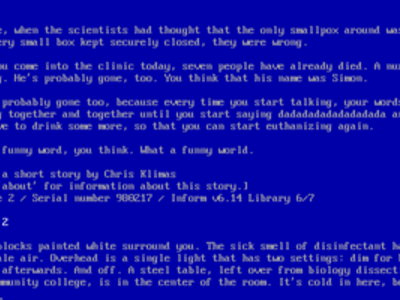 , when the scientists had thought that the only smallpox around was
ery small box kept securely closed, they were wrong.
ou come into the clinic today, seven people have already died. A nu
. He's probably gone, too. You think that his name was Simon.
probably gone too, because every time you start talking, your words
g together and together until you start saying dadadadadadadadada an
ve to drink some more, so that you can start euthanizing again.
funny word, you think. What a funny world.
a short story by Chris Klimas
about' for information about this story.]
e 2 / Serial number 980217 / Inform v6.14 Library 6/7
2
locks painted white surround you. The sick smell of disinfectant h
ale air. Overhead is a single light that has two settings: dim for
afterwards. And off. A steel table, left over from biology dissect
mmunity college, is in the center of the room. It's cold in here, b